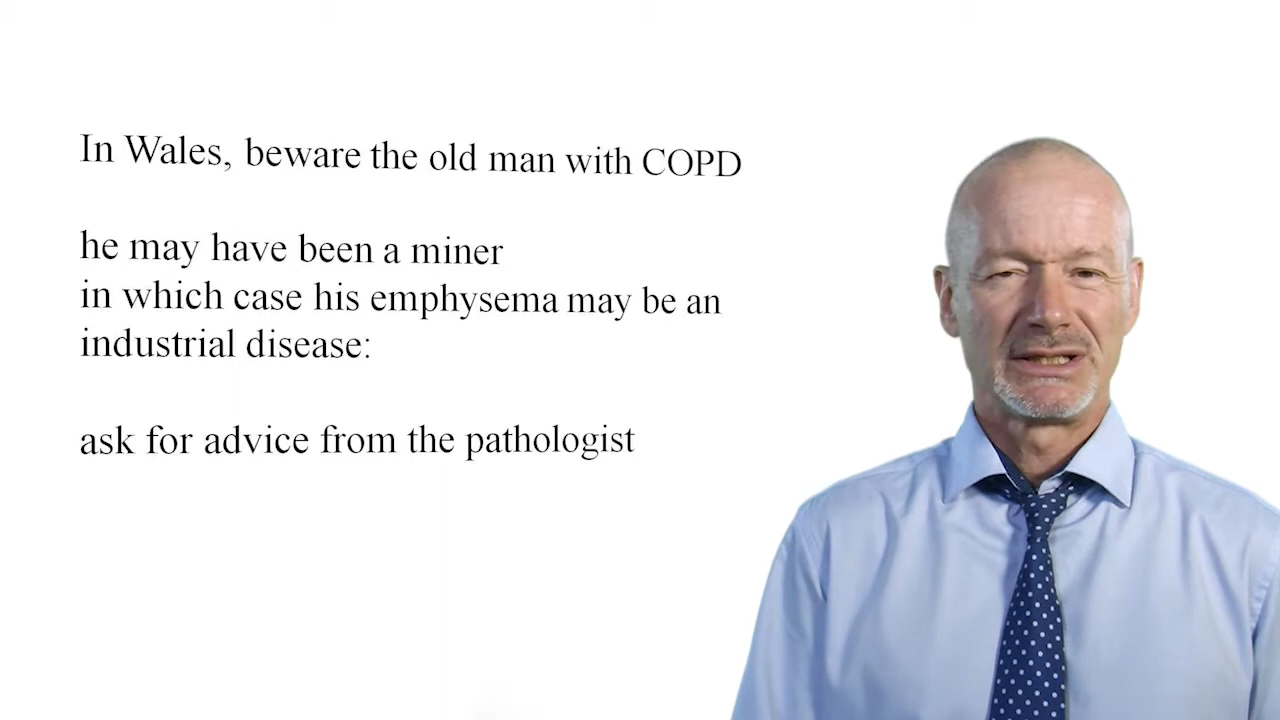 In Wales, beware the old man with COPD
he may have been a miner
in which case his emphysema may be an
industrial disease:
ask for advice from the pathologist